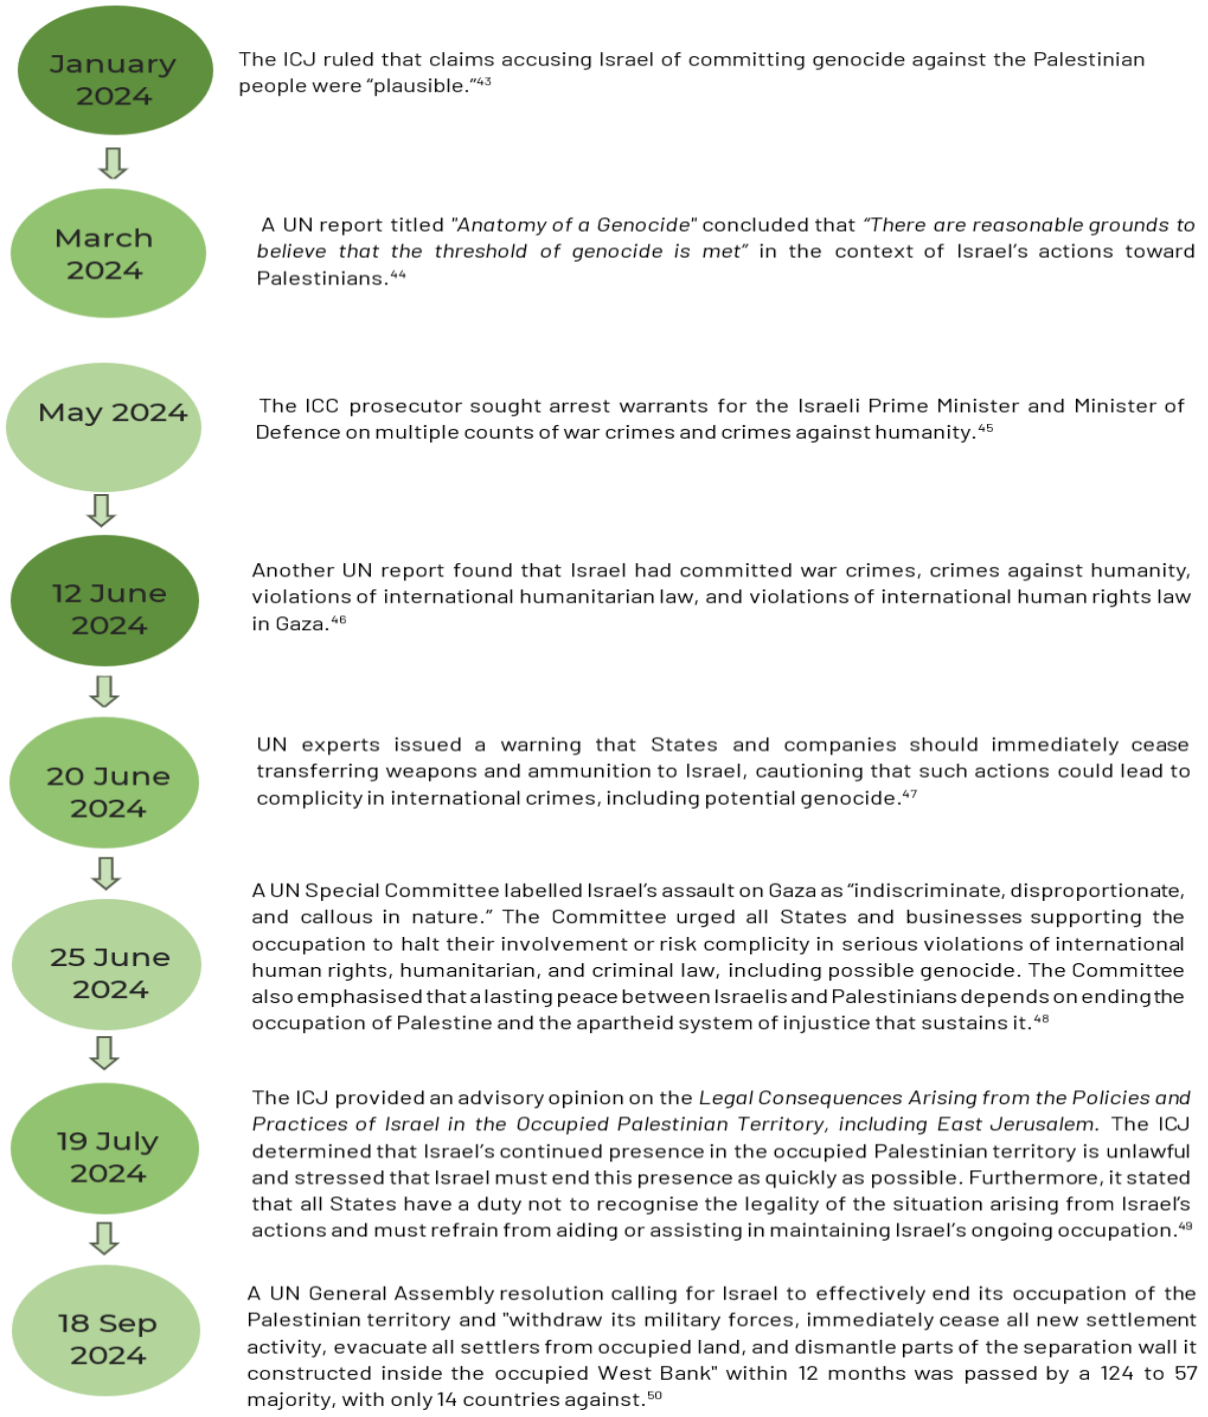 January
2024
The ICJ ruled that claims accusing Israel of committing genocide against the Palestinian
people were “plausible.”⁴³
March
2024
A UN report titled "Anatomy of a Genocide" concluded that “There are reasonable grounds to
believe that the threshold of genocide is met” in the context of Israel’s actions toward
Palestinians.⁴⁴
May 2024
The ICC prosecutor sought arrest warrants for the Israeli Prime Minister and Minister of
Defence on multiple counts of war crimes and crimes against humanity.⁴⁵
12 June
2024
Another UN report found that Israel had committed war crimes, crimes against humanity,
violations of international humanitarian law, and violations of international human rights law
in Gaza.⁴⁶
20 June
2024
UN experts issued a warning that States and companies should immediately cease
transferring weapons and ammunition to Israel, cautioning that such actions could lead to
complicity in international crimes, including potential genocide.⁴⁷
25 June
2024
A UN Special Committee labelled Israel’s assault on Gaza as “indiscriminate, disproportionate,
and callous in nature.” The Committee urged all States and businesses supporting the
occupation to halt their involvement or risk complicity in serious violations of international
human rights, humanitarian, and criminal law, including possible genocide. The Committee
also emphasised that a lasting peace between Israelis and Palestinians depends on ending the
occupation of Palestine and the apartheid system of injustice that sustains it.⁴⁸
19 July
2024
The ICJ provided an advisory opinion on the Legal Consequences Arising from the Policies and
Practices of Israel in the Occupied Palestinian Territory, including East Jerusalem. The ICJ
determined that Israel’s continued presence in the occupied Palestinian territory is unlawful
and stressed that Israel must end this presence as quickly as possible. Furthermore, it stated
that all States have a duty not to recognise the legality of the situation arising from Israel’s
actions and must refrain from aiding or assisting in maintaining Israel’s ongoing occupation.⁴⁹
18 Sep
2024
A UN General Assembly resolution calling for Israel to effectively end its occupation of the
Palestinian territory and "withdraw its military forces, immediately cease all new settlement
activity, evacuate all settlers from occupied land, and dismantle parts of the separation wall it
constructed inside the occupied West Bank" within 12 months was passed by a 124 to 57
majority, with only 14 countries against.⁵⁰